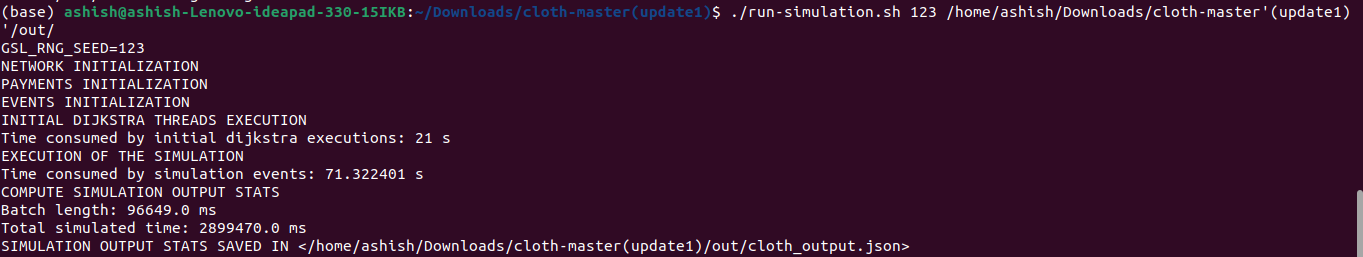 (base) ashish@ashish-Lenovo-ideapad-330-15IKB:~/Downloads/cloth-master(update1)$ ./run-simulation.sh 123 /home/ashish/Downloads/cloth-master'(update1)
'/out/
GSL_RNG_SEED=123
NETWORK INITIALIZATION
PAYMENTS INITIALIZATION
EVENTS INITIALIZATION
INITIAL DIJKSTRA THREADS EXECUTION
Time consumed by initial dijkstra executions: 21 s
EXECUTION OF THE SIMULATION
Time consumed by simulation events: 71.322401 s
COMPUTE SIMULATION OUTPUT STATS
Batch length: 96649.0 ms
Total simulated time: 2899470.0 ms
SIMULATION OUTPUT STATS SAVED IN </home/ashish/Downloads/cloth-master(update1)/out/cloth_output.json>